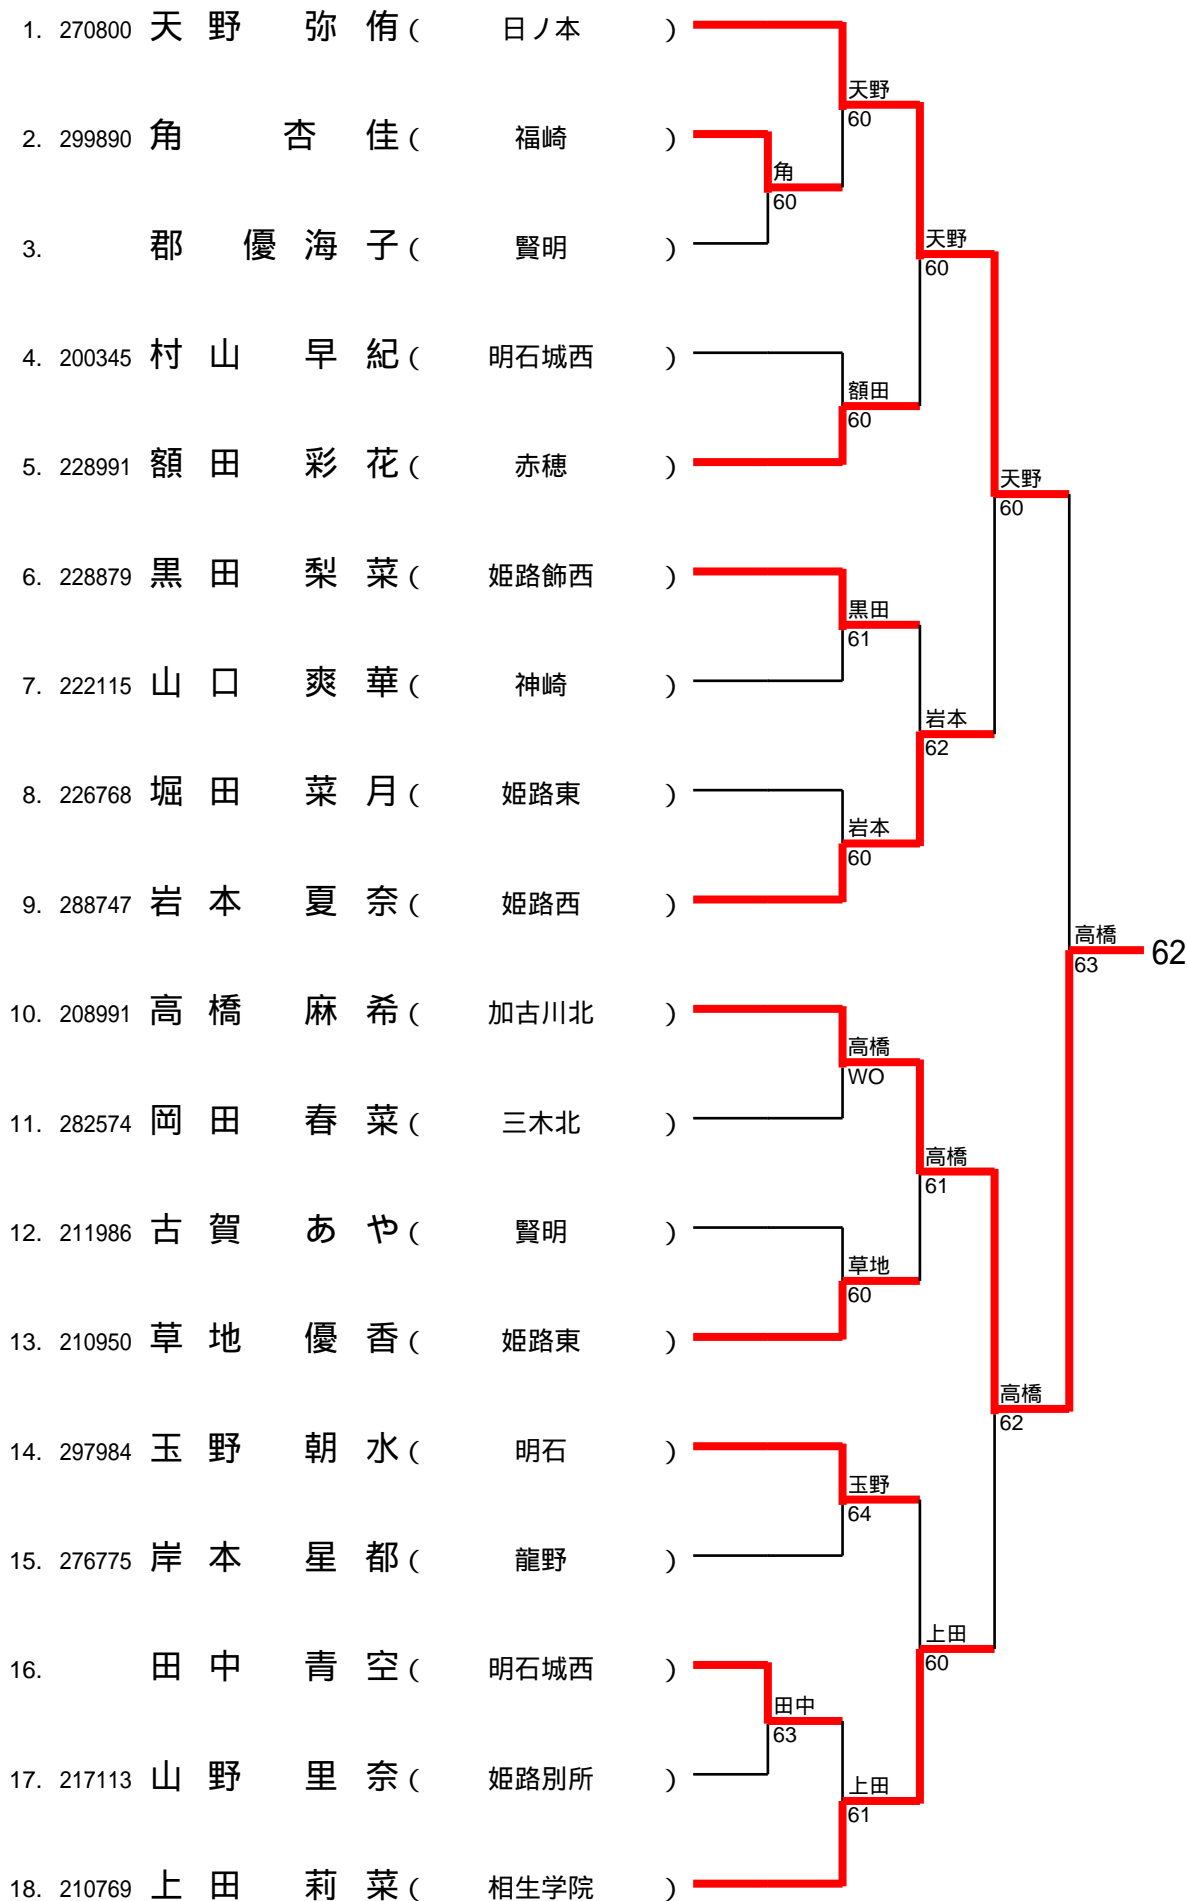 1. 270800 天野 弥侑 ( 日ノ本 )
天野
60
2. 299890 角 杏佳 ( 福崎 )
角
60
3. 郡 優海子 ( 賢明 )
天野
60
4. 200345 村山 早紀 ( 明石城西 )
額田
60
5. 228991 額田 彩花 ( 赤穂 )
天野
60
6. 228879 黒田 梨菜 ( 姫路飾西 )
黒田
61
7. 222115 山口 爽華 ( 神崎 )
岩本
62
8. 226768 堀田 菜月 ( 姫路東 )
岩本
60
9. 288747 岩本 夏奈 ( 姫路西 )
高橋
63
62
10. 208991 高橋 麻希 ( 加古川北 )
高橋
WO
11. 282574 岡田 春菜 ( 三木北 )
高橋
61
12. 211986 古賀 あや ( 賢明 )
草地
60
13. 210950 草地 優香 ( 姫路東 )
高橋
62
14. 297984 玉野 朝水 ( 明石 )
玉野
64
15. 276775 岸本 星都 ( 龍野 )
上田
60
16. 田中 青空 ( 明石城西 )
田中
63
17. 217113 山野 里奈 ( 姫路別所 )
上田
61
18. 210769 上田 莉菜 ( 相生学院 )